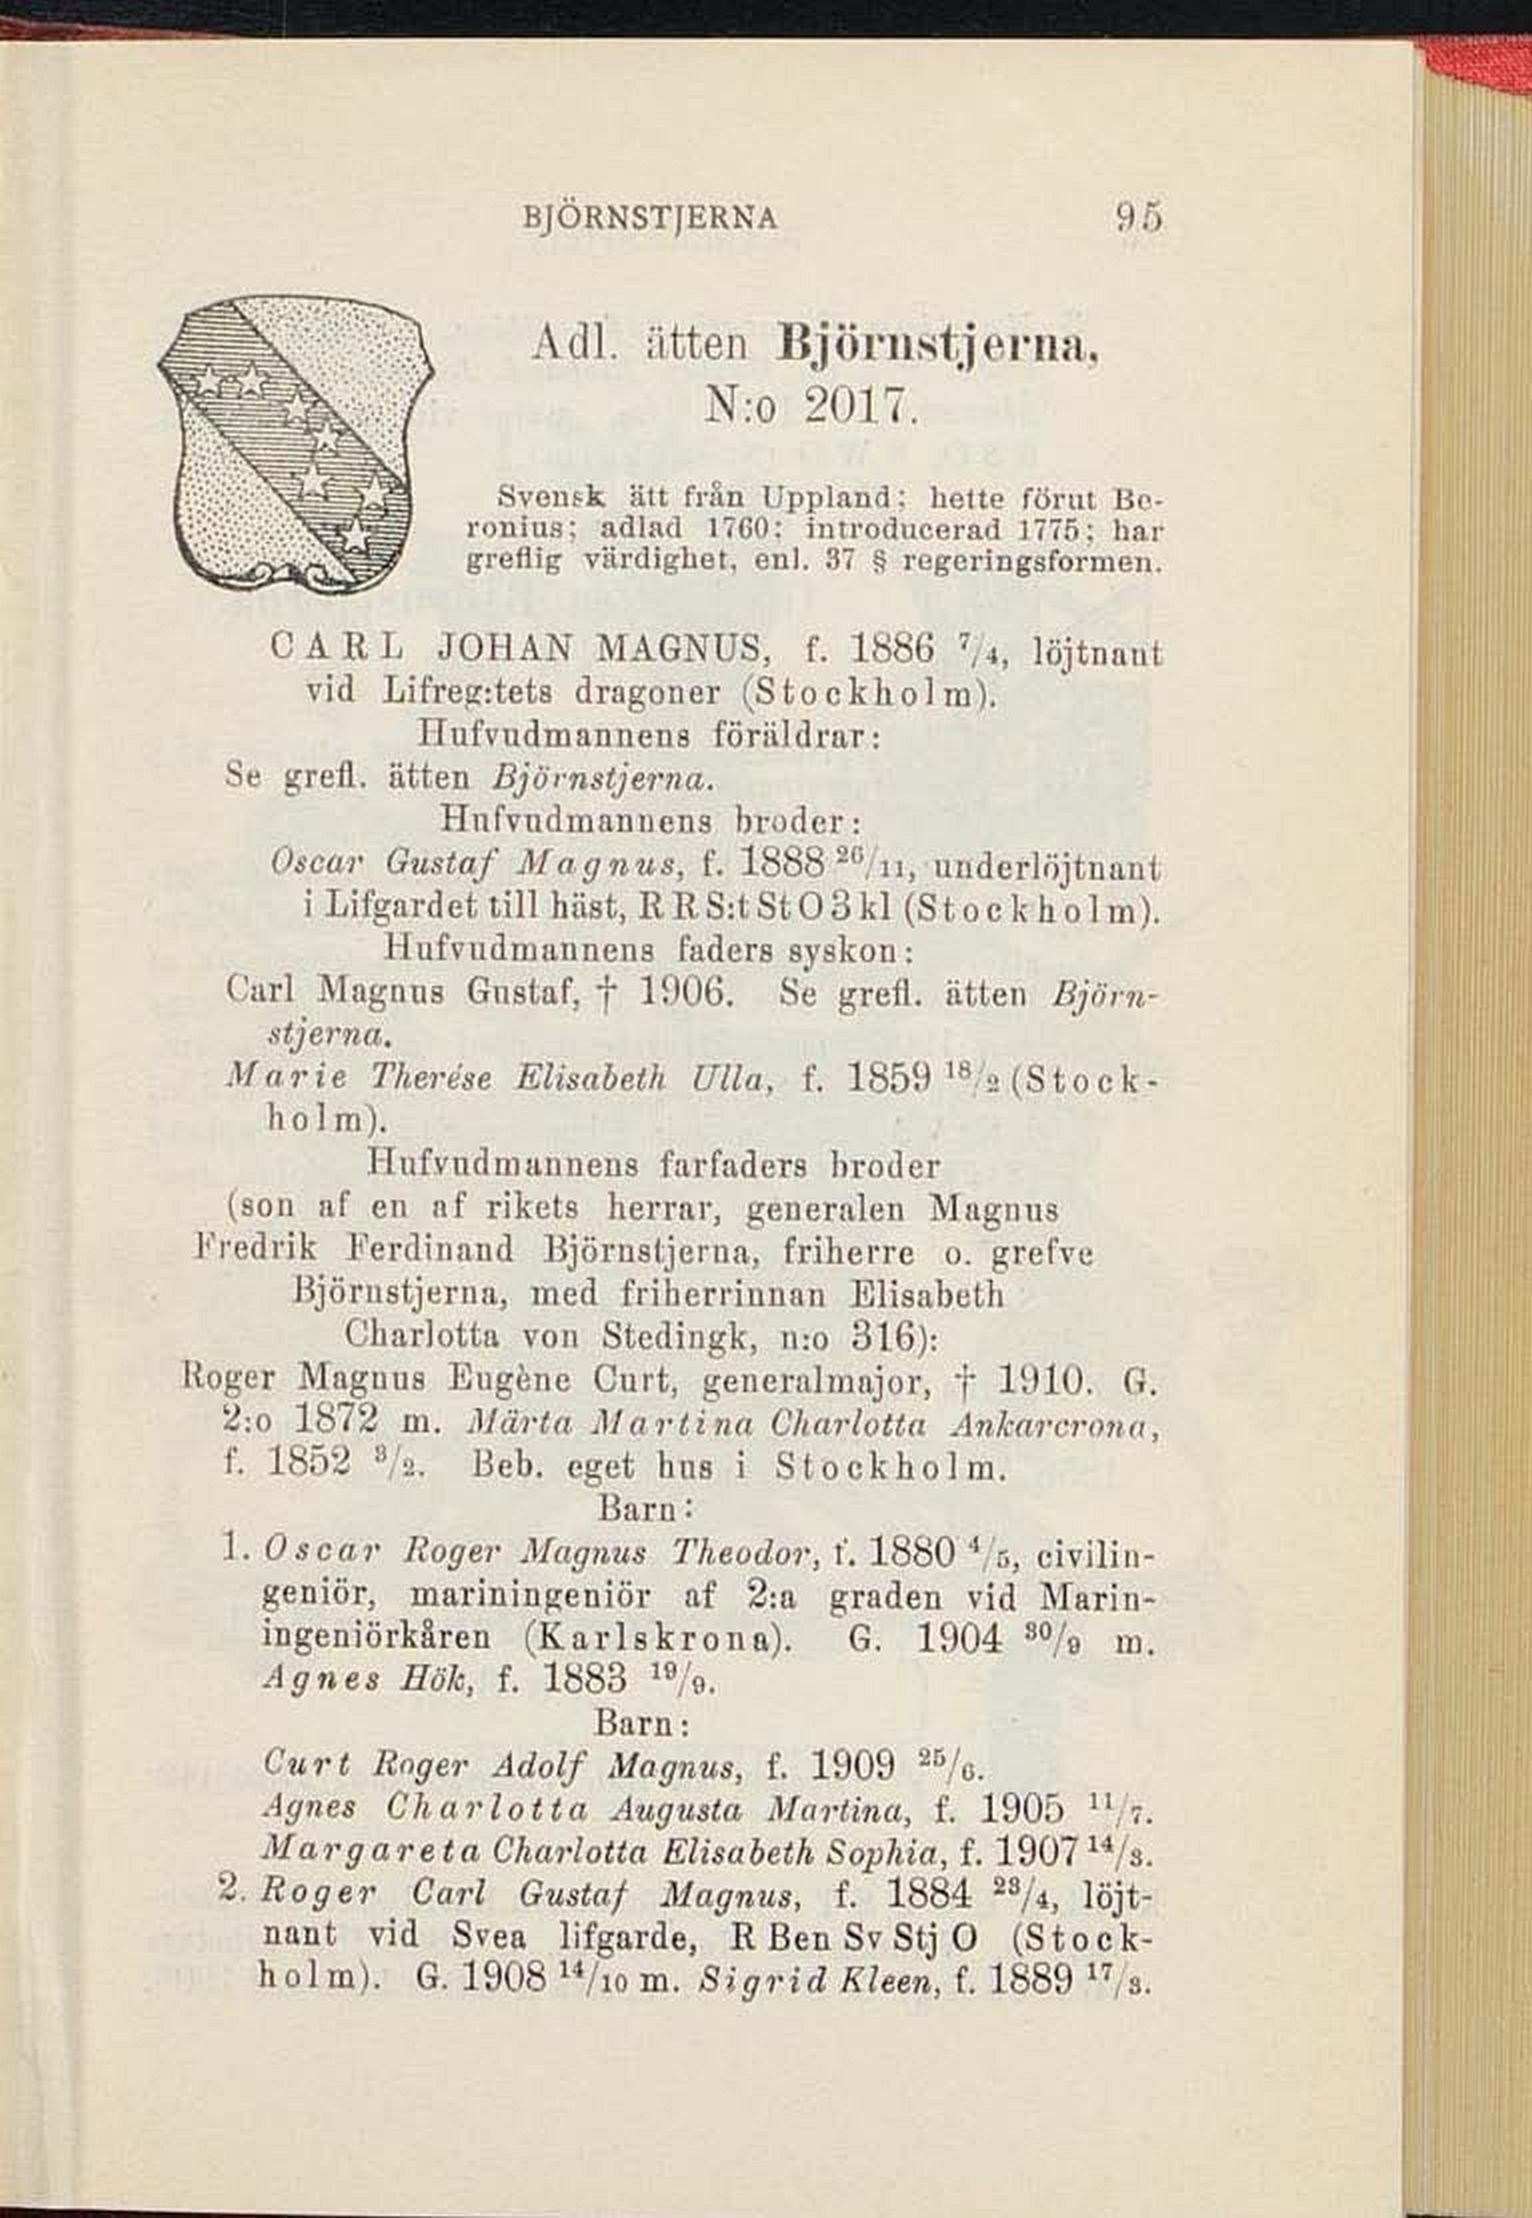 BJÖRNSTJERNA 95
Adl. ätten Björnstjerna,
N:o 2017.
Svensk ätt från Uppland; hette förut Be-
ronius; adlad 1760; introducerad 1775; har
greflig värdighet, enl. 37 § regeringsformen.
CARL JOHAN MAGNUS, f. 1886 7/4, löjtnant
vid Lifreg:tets dragoner (Stockholm).
Hufvudmannens föräldrar:
Se grefl. ätten Björnstjerna.
Hufvudmannens broder:
Oscar Gustaf Magnus, f. 1888 26/11, underlöjtnant
i Lifgardet till häst, R R S:t St O 3 kl (Stockholm).
Hufvudmannens faders syskon:
Carl Magnus Gustaf, † 1906. Se grefl. ätten Björn-
stjerna.
Marie Therése Elisabeth Ulla, f. 1859 18/2 (Stock-
holm).
Hufvudmannens farfaders broder
(son af en af rikets herrar, generalen Magnus
Fredrik Ferdinand Björnstjerna, friherre o. grefve
Björnstjerna, med friherrinnan Elisabeth
Charlotta von Stedingk, n:o 316):
Roger Magnus Eugène Curt, generalmajor, † 1910. G.
2:o 1872 m. Märta Martina Charlotta Ankarcrona,
f. 1852 3/2. Beb. eget hus i Stockholm.
Barn:
1. Oscar Roger Magnus Theodor, f. 1880 4/5, civilin-
geniör, mariningeniör af 2:a graden vid Marin-
ingeniörkåren (Karlskrona). G. 1904 30/9 m.
Agnes Hök, f. 1883 19/9.
Barn:
Curt Roger Adolf Magnus, f. 1909 25/6.
Agnes Charlotta Augusta Martina, f. 1905 11/7.
Margareta Charlotta Elisabeth Sophia, f. 1907 14/3.
2. Roger Carl Gustaf Magnus, f. 1884 23/4, löjt-
nant vid Svea lifgarde, R Ben Sv Stj O (Stock-
holm). G. 1908 14/10 m. Sigrid Kleen, f. 1889 17/3.